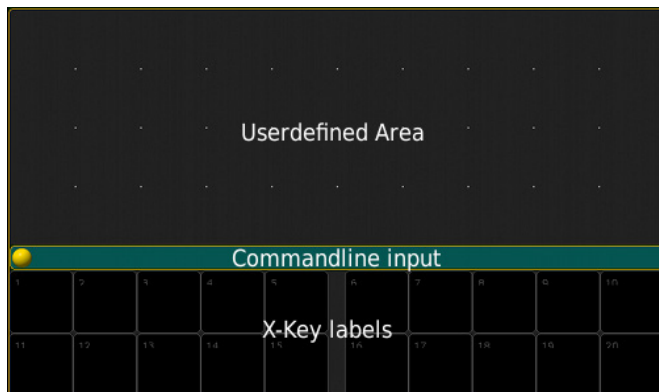 Userdefined Area
Commandline input
1 2 3 4 5 6 7 8 9 10
X-Key labels
11 12 13 14 15 16 17 18 19 20